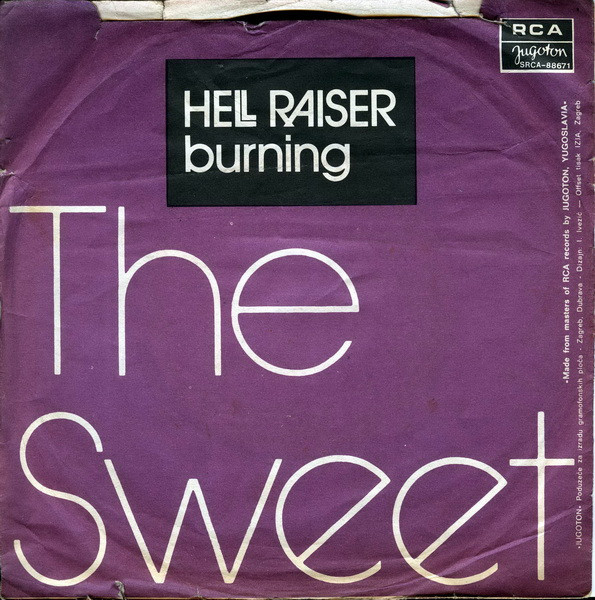 RCA
Jugoton
SRCA-88671
HELL RAISER
burning
The
Sweet
•Made from masters of RCA records by JUGOTON, YUGOSLAVIA•
•JUGOTON• Poduzeće za izradu gramofonskih ploča - Zagreb, Dubrava - Dizajn I. Ivezić — Offset tisak IZIA, Zagreb